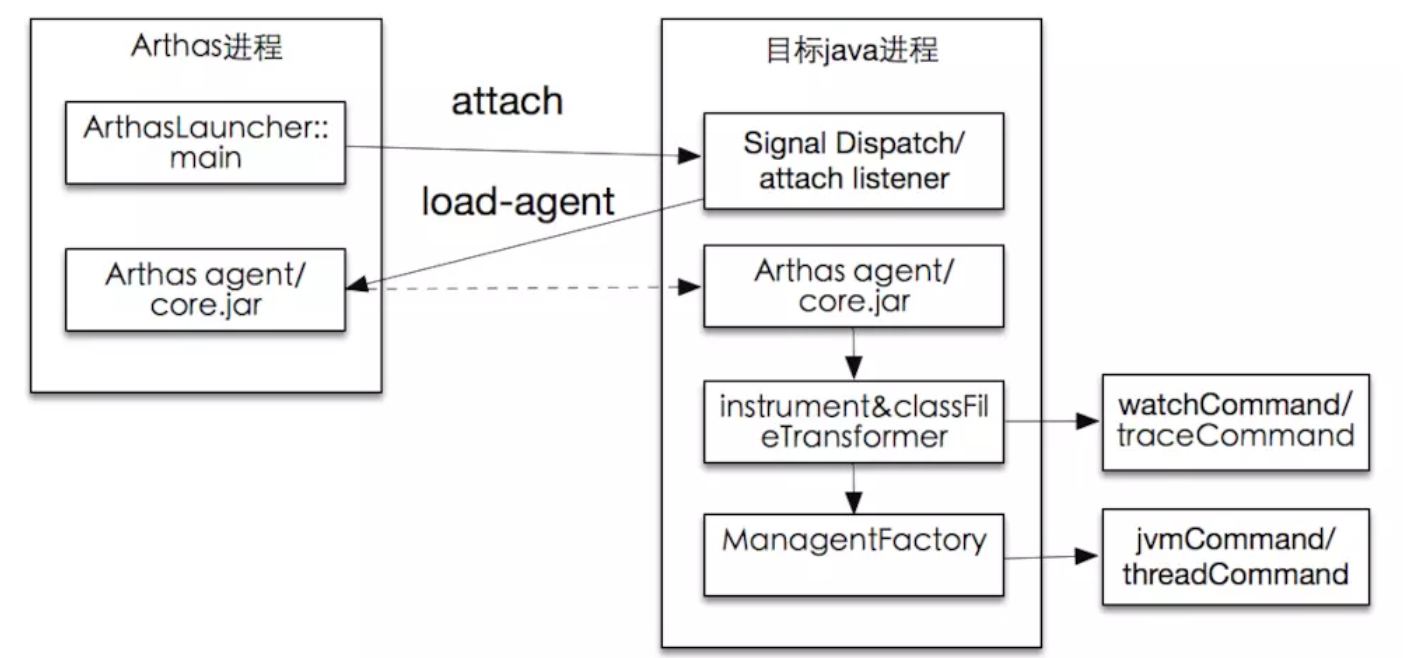 Arthas进程
ArthasLauncher::
main
Arthas agent/
core.jar
attach
load-agent
目标java进程
Signal Dispatch/
attach listener
Arthas agent/
core.jar
instrument&classFil
eTransformer
ManagentFactory
watchCommand/
traceCommand
jvmCommand/
threadCommand